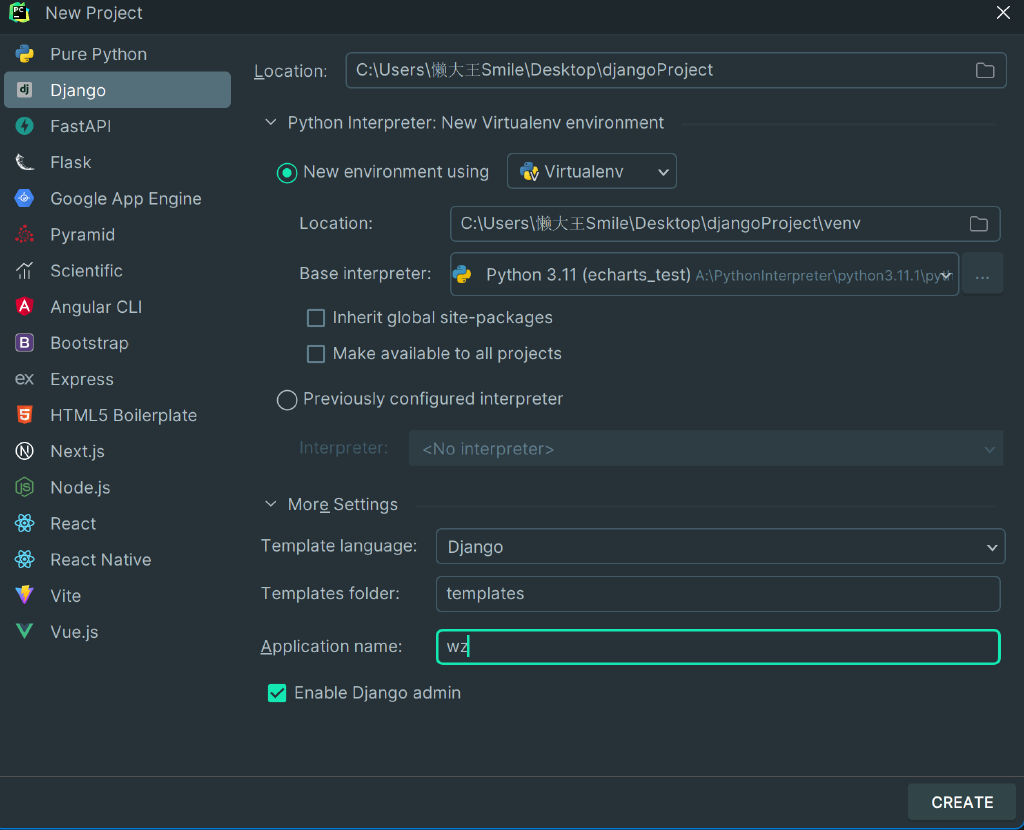 New Project
Pure Python
Django
FastAPI
Flask
Google App Engine
Pyramid
Scientific
Angular CLI
Bootstrap
Express
HTML5 Boilerplate
Next.js
Node.js
React
React Native
Vite
Vue.js
Location: C:\Users\懒大王Smile\Desktop\djangoProject
Python Interpreter: New Virtualenv environment
New environment using Virtualenv
Location: C:\Users\懒大王Smile\Desktop\djangoProject\venv
Base interpreter: Python 3.11 (echarts_test) A:\PythonInterpreter\python3.11.1\pyth ...
Inherit global site-packages
Make available to all projects
Previously configured interpreter
Interpreter: <No interpreter>
More Settings
Template language: Django
Templates folder: templates
Application name: wz
Enable Django admin
CREATE